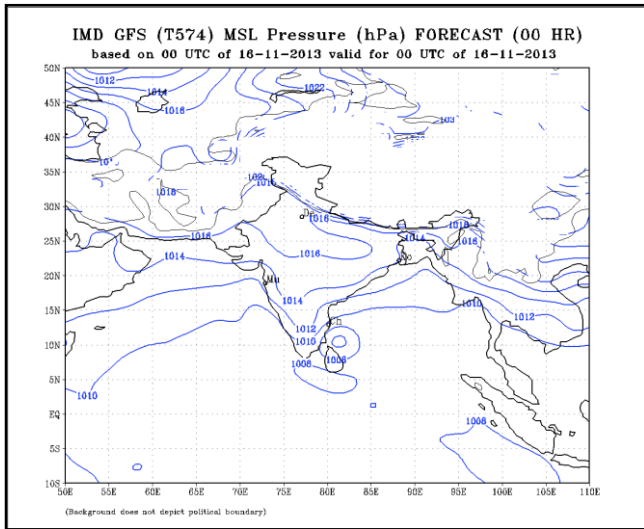 IMD GFS (T574) MSL Pressure (hPa) FORECAST (00 HR)
based on 00 UTC of 16-11-2013 valid for 00 UTC of 16-11-2013
50N
1012 1014 1022
1016
45N
103
40N
35N
1018 1016
30N
1016 1016
25N 1016 1016 1014 1016
1014
20N Mu
1014
15N 1010
1012 1012
10N 1010
1008 1008
5N
1010
EQ
1008
5S
10S
50E 55E 60E 65E 70E 75E 80E 85E 90E 95E 100E 105E 110E
(Background does not depict political boundary)